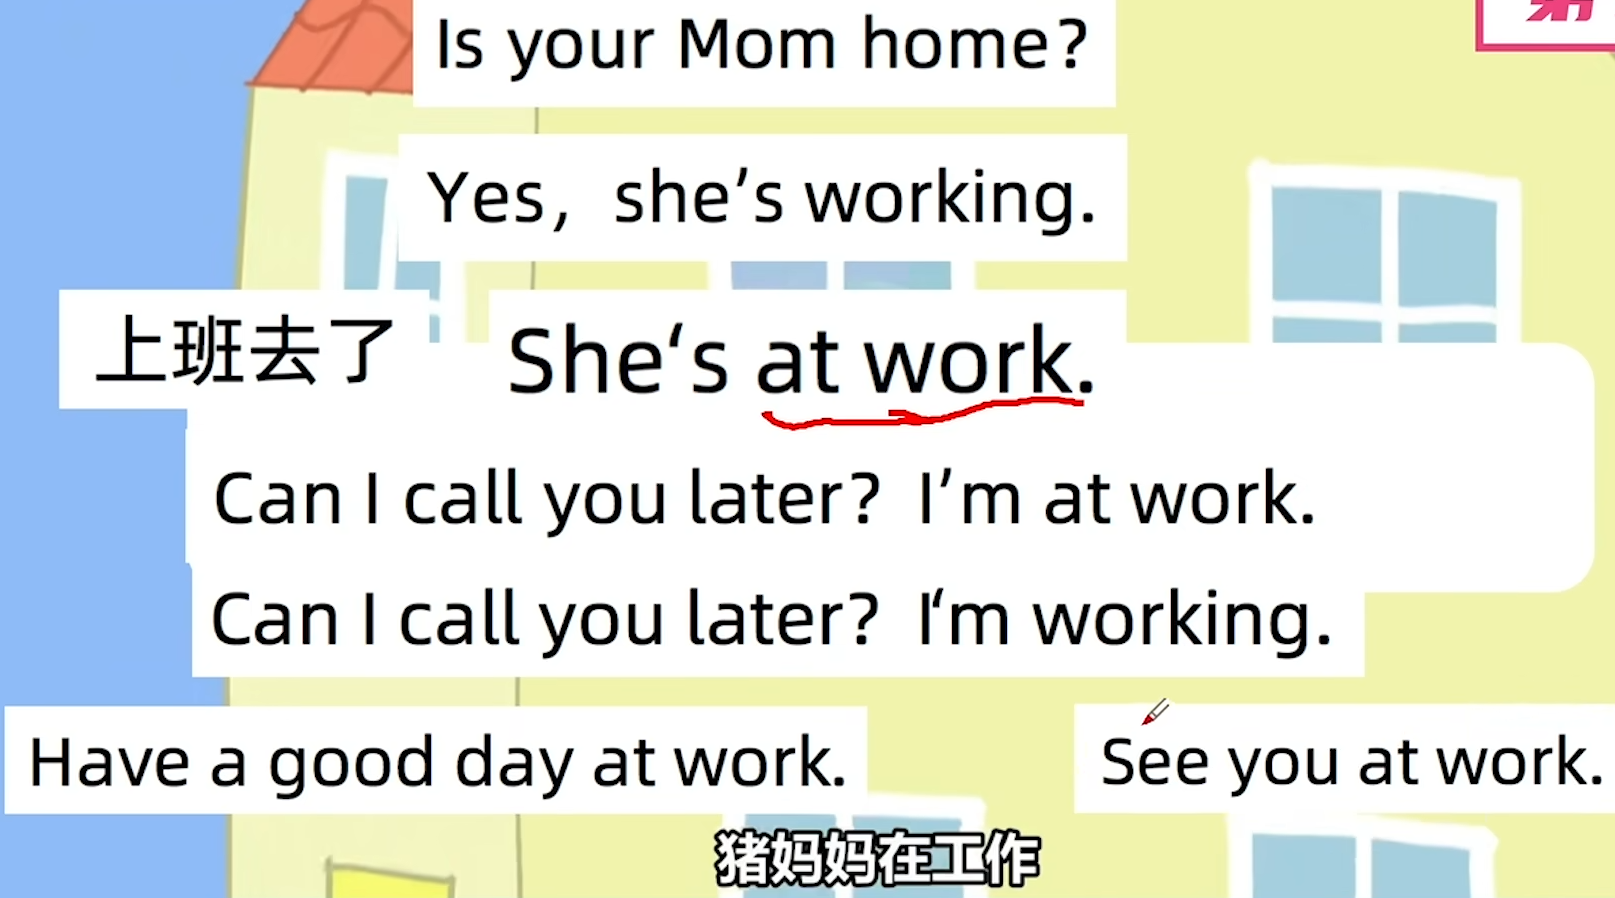 第
Is your Mom home?
Yes，she’s working.
上班去了
She‘s at work.
Can I call you later? I’m at work.
Can I call you later? I‘m working.
Have a good day at work.
See you at work.
猪妈妈在工作